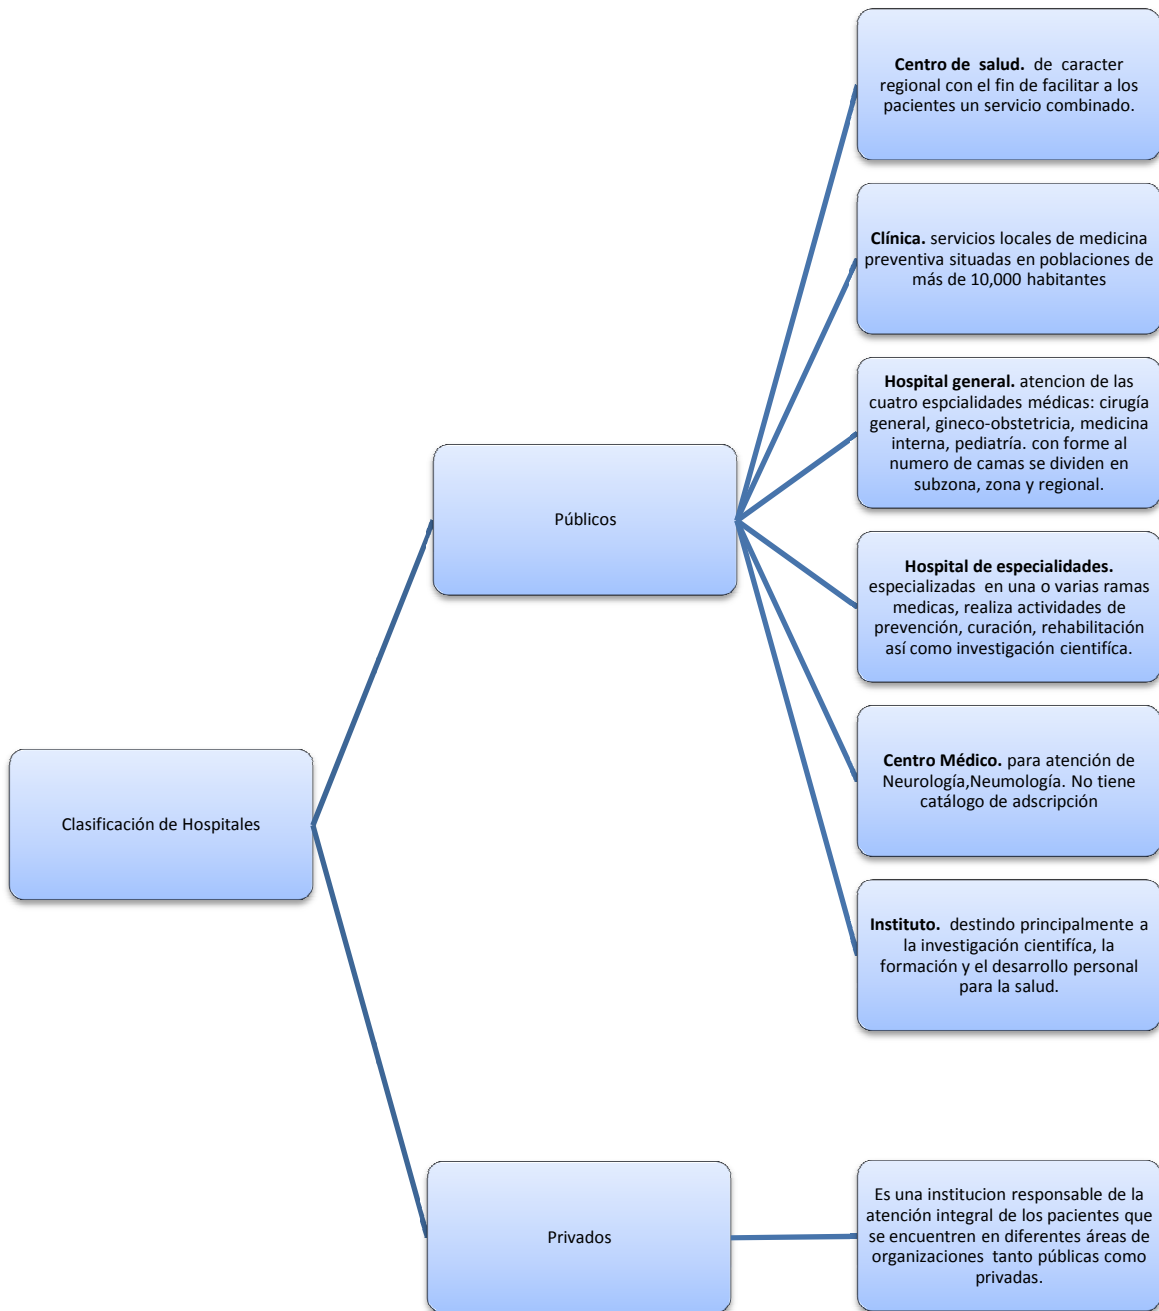 Clasificación de Hospitales
Públicos
Centro de  salud.  de  caracter
regional con el fin de facilitar a los
pacientes un servicio combinado.
Clínica. servicios locales de medicina
preventiva situadas en poblaciones de
más de 10,000 habitantes
Hospital general. atencion de las
cuatro espcialidades médicas: cirugía
general, gineco-obstetricia, medicina
interna, pediatría. con forme al
numero de camas se dividen en
subzona, zona y regional.
Hospital de especialidades.
especializadas  en una o varias ramas
medicas, realiza actividades de
prevención, curación, rehabilitación
así como investigación científíca.
Centro Médico. para atención de
Neurología,Neumología. No tiene
catálogo de adscripción
Instituto.  destindo principalmente a
la investigación científíca, la
formación y el desarrollo personal
para la salud.
Privados
Es una institucion responsable de la
atención integral de los pacientes que
se encuentren en diferentes áreas de
organizaciones  tanto públicas como
privadas.